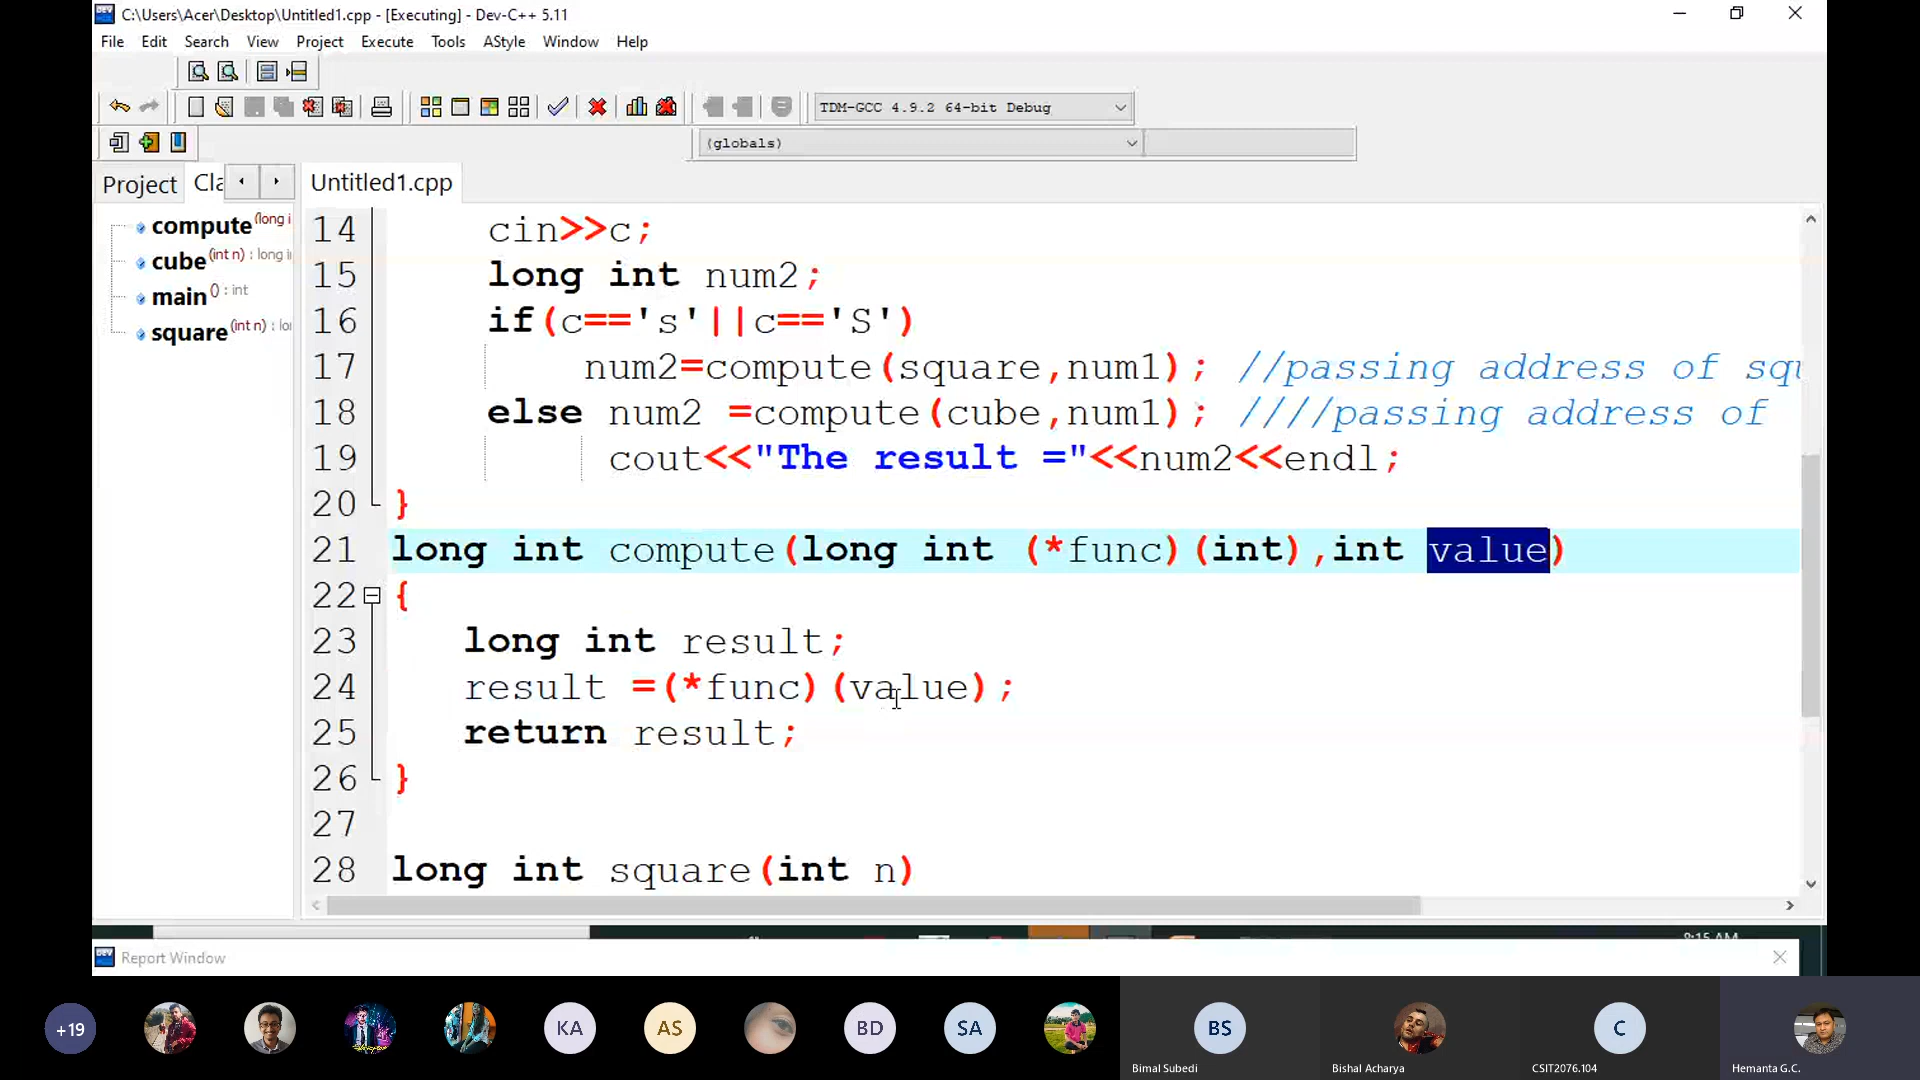 C:\Users\Acer\Desktop\Untitled1.cpp - [Executing] - Dev-C++ 5.11
File Edit Search View Project Execute Tools AStyle Window Help
TDM-GCC 4.9.2 64-bit Debug
(globals)
Project Cla Untitled1.cpp
compute (long i
cube (int n) : long i
main () : int
square (int n) : lo
14 cin>>c;
15 long int num2;
16 if(c=='s'||c=='S')
17 num2=compute(square,num1); //passing address of squ
18 else num2 =compute(cube,num1); ////passing address of
19 cout<<"The result ="<<num2<<endl;
20 }
21 long int compute(long int (*func)(int),int value)
22 {
23 long int result;
24 result =(*func)(value);
25 return result;
26 }
27
28 long int square(int n)
8:15 AM
Report Window
+19 KA AS BD SA BS C
Bimal Subedi Bishal Acharya CSIT2076.104 Hemanta G.C.